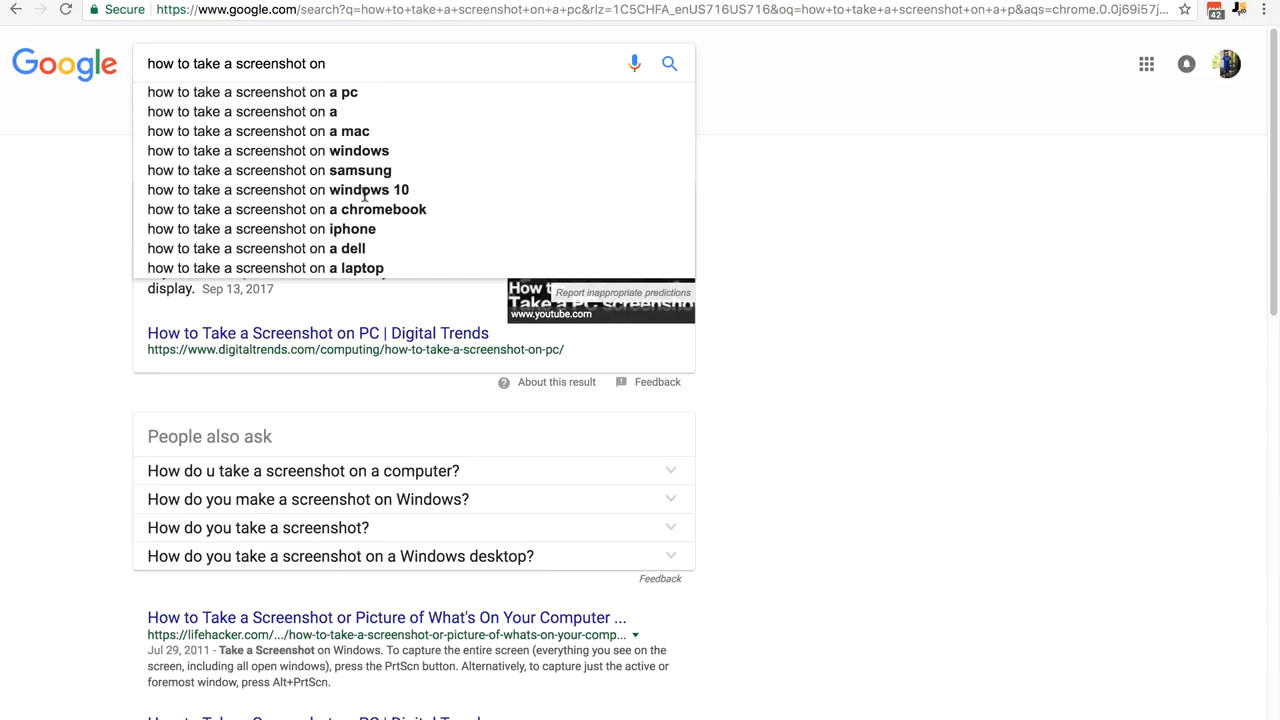 Secure https://www.google.com/search?q=how+to+take+a+screenshot+on+a+pc&rlz=1C5CHFA_enUS716US716&oq=how+to+take+a+screenshot+on+a+p&aqs=chrome.0.0j69i57j... 42
Google how to take a screenshot on
how to take a screenshot on a pc
how to take a screenshot on a
how to take a screenshot on a mac
how to take a screenshot on windows
how to take a screenshot on samsung
how to take a screenshot on windows 10
how to take a screenshot on a chromebook
how to take a screenshot on iphone
how to take a screenshot on a dell
how to take a screenshot on a laptop
display. Sep 13, 2017
How t
Report inappropriate predictions
Take a PC screensho
www.youtube.com
How to Take a Screenshot on PC | Digital Trends
https://www.digitaltrends.com/computing/how-to-take-a-screenshot-on-pc/
About this result Feedback
People also ask
How do u take a screenshot on a computer?
How do you make a screenshot on Windows?
How do you take a screenshot?
How do you take a screenshot on a Windows desktop?
Feedback
How to Take a Screenshot or Picture of What's On Your Computer ...
https://lifehacker.com/.../how-to-take-a-screenshot-or-picture-of-whats-on-your-comp...
Jul 29, 2011 - Take a Screenshot on Windows. To capture the entire screen (everything you see on the
screen, including all open windows), press the PrtScn button. Alternatively, to capture just the active or
foremost window, press Alt+PrtScn.